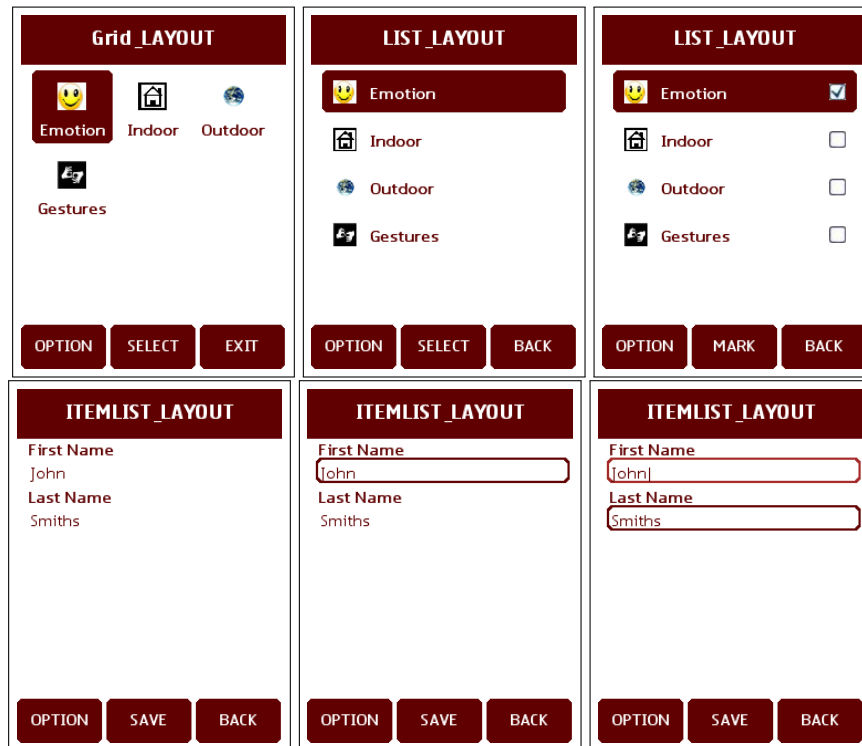 Grid_LAYOUT
Emotion Indoor Outdoor
Gestures
OPTION SELECT EXIT
LIST_LAYOUT
Emotion
Indoor
Outdoor
Gestures
OPTION SELECT BACK
LIST_LAYOUT
Emotion
Indoor
Outdoor
Gestures
OPTION MARK BACK
ITEMLIST_LAYOUT
First Name
John
Last Name
Smiths
OPTION SAVE BACK
ITEMLIST_LAYOUT
First Name
John
Last Name
Smiths
OPTION SAVE BACK
ITEMLIST_LAYOUT
First Name
John
Last Name
Smiths
OPTION SAVE BACK